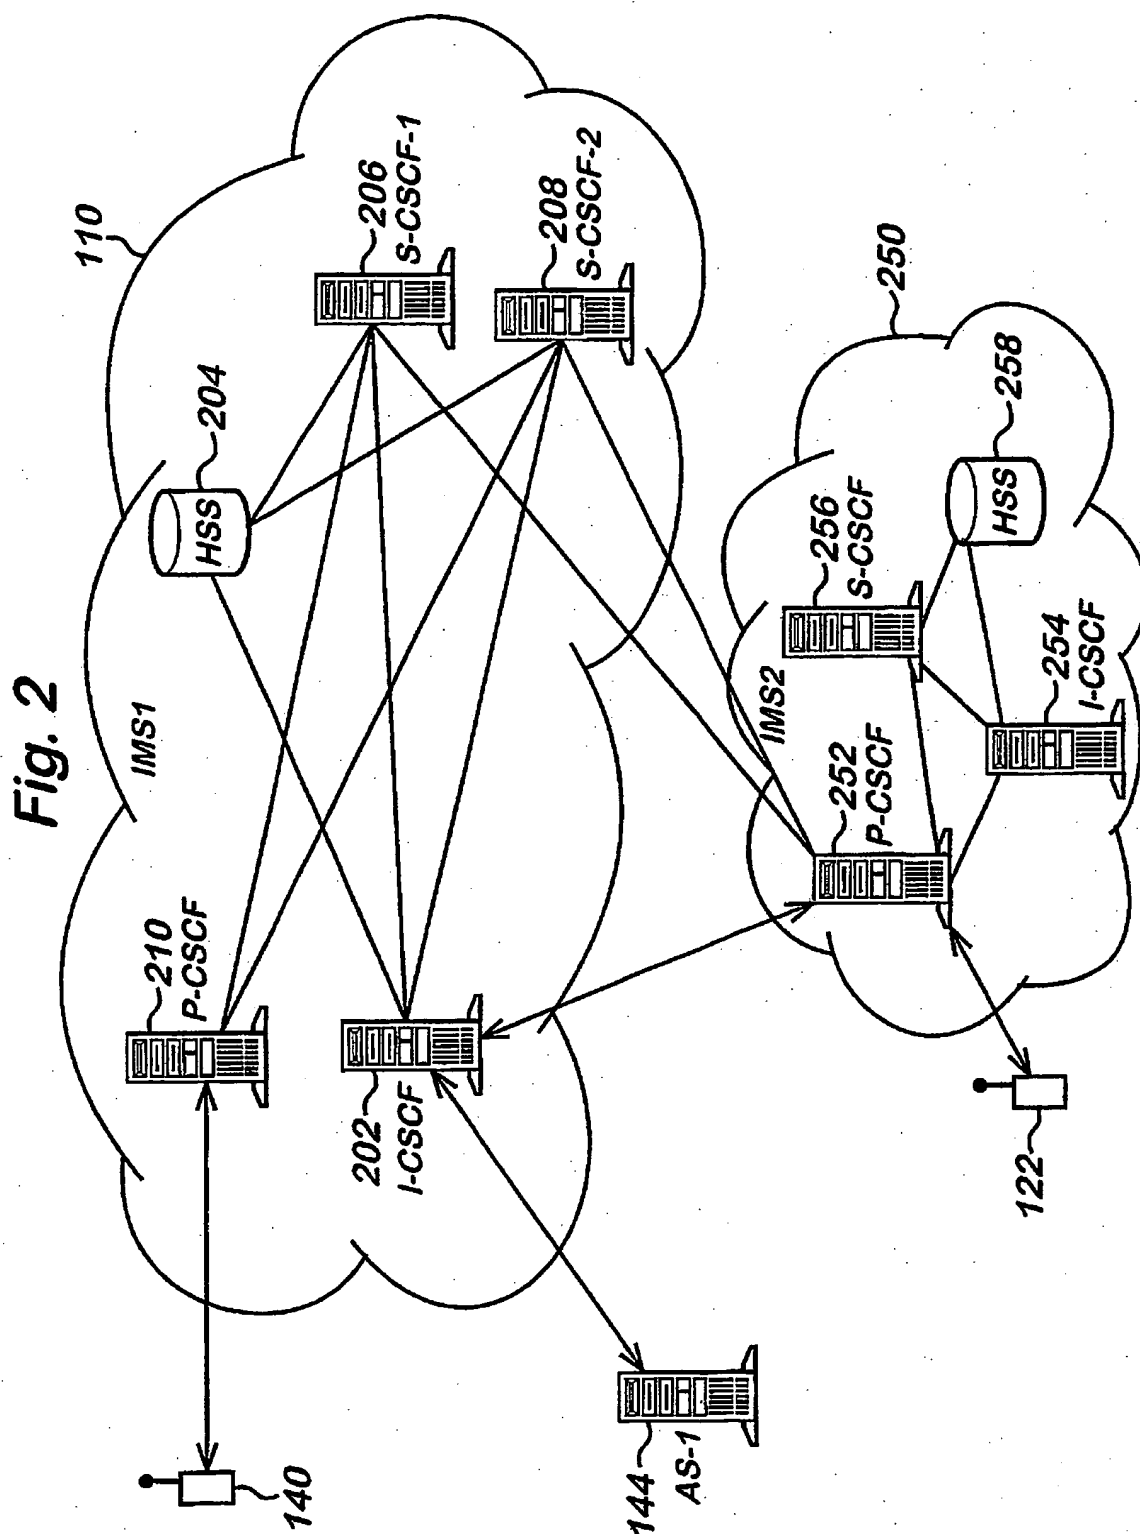 Fig. 2
110
IMS1
HSS
204
206
S-CSCF-1
208
S-CSCF-2
210
P-CSCF
202
I-CSCF
140
144
AS-1
250
IMS2
256
S-CSCF
HSS
258
252
P-CSCF
254
I-CSCF
122